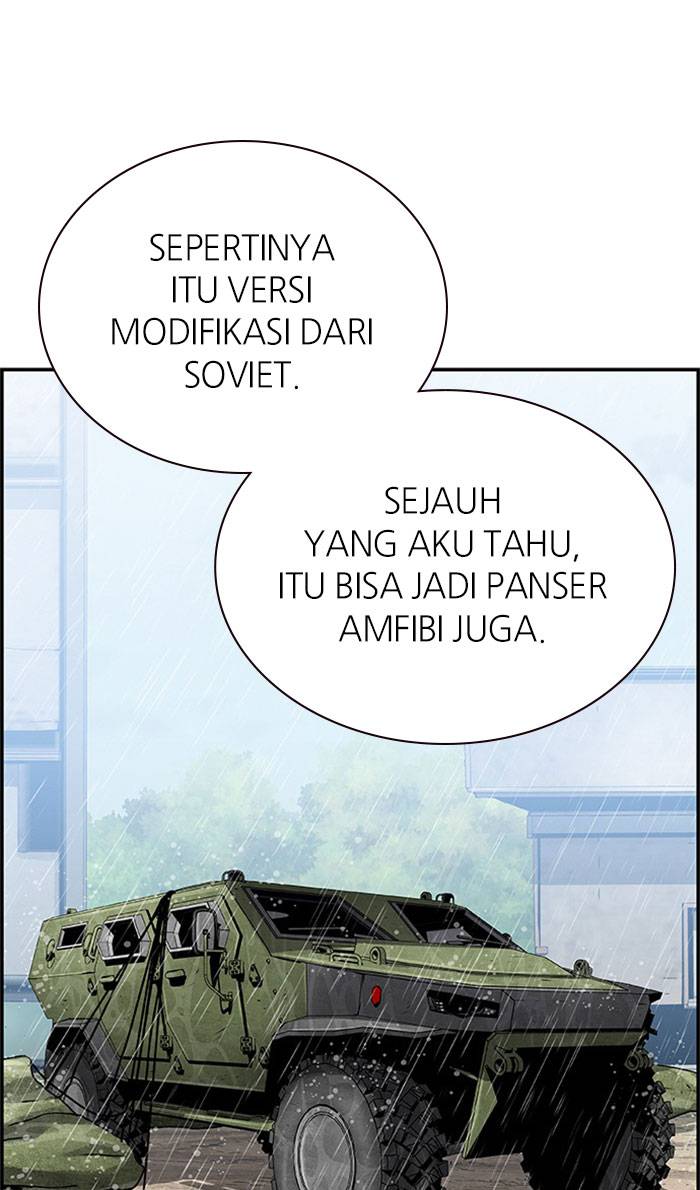 SEPERTINYA
ITU VERSI
MODIFIKASI DARI
SOVIET.
SEJAUH
YANG AKU TAHU,
ITU BISA JADI PANSER
AMFIBI JUGA.